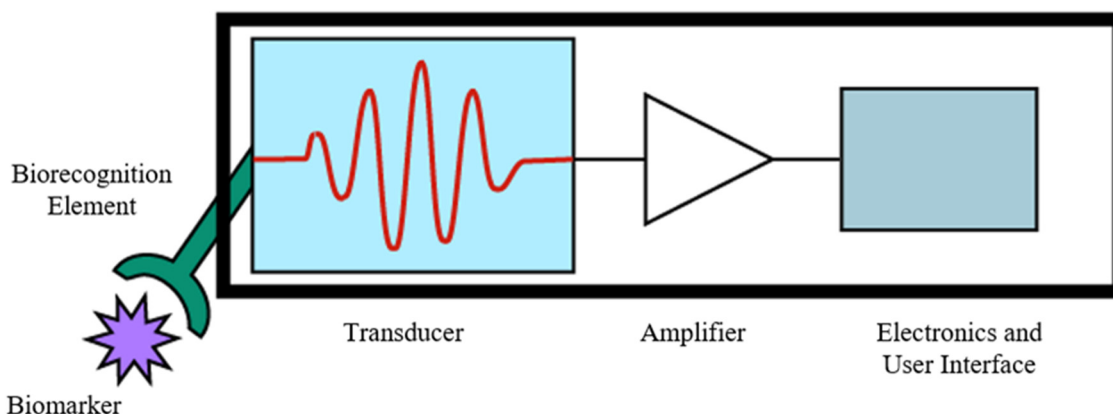 Biorecognition
Element
Biomarker
Transducer
Amplifier
Electronics and
User Interface